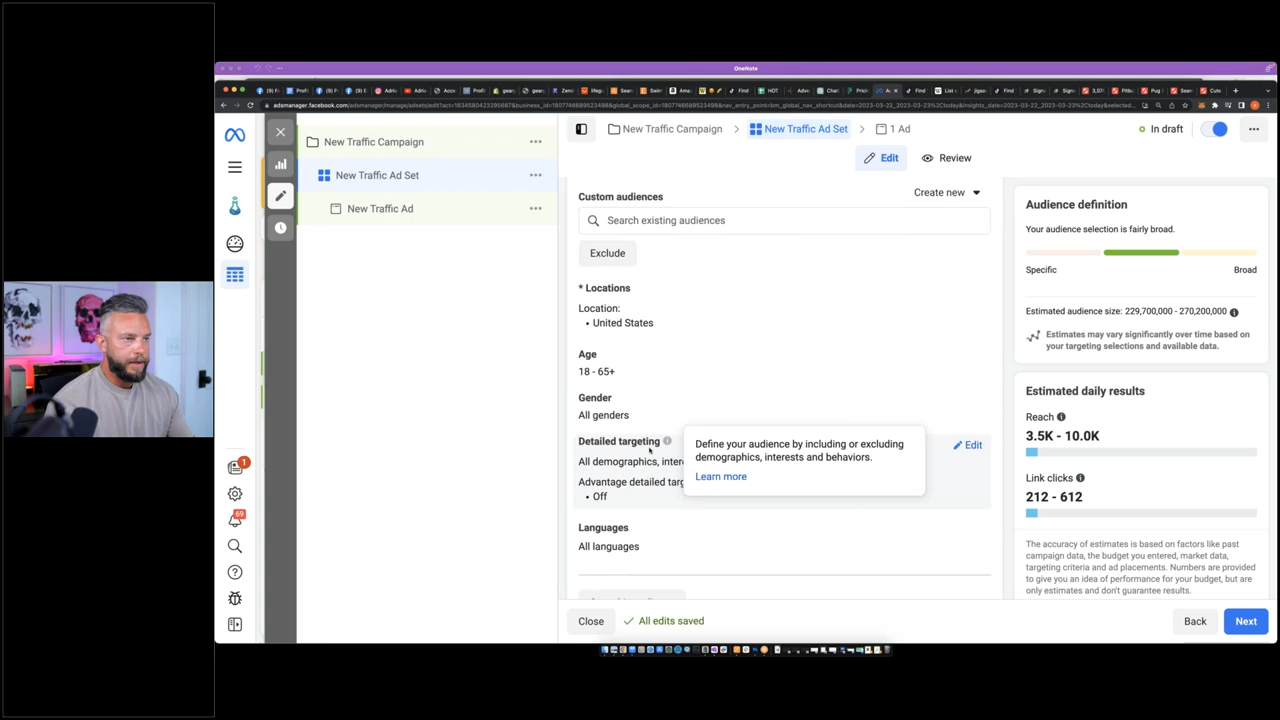 OneNote
adsmanager.facebook.com
New Traffic Campaign
New Traffic Ad Set
New Traffic Ad
1
69
New Traffic Campaign
New Traffic Ad Set
1 Ad
In draft
Edit
Review
Custom audiences
Create new
Search existing audiences
Exclude
* Locations
Location:
• United States
Age
18 - 65+
Gender
All genders
Detailed targeting
Edit
All demographics, inter
Advantage detailed targ
• Off
Define your audience by including or excluding
demographics, interests and behaviors.
Learn more
Languages
All languages
Close
All edits saved
Back
Next
Audience definition
Your audience selection is fairly broad.
Specific
Broad
Estimated audience size: 229,700,000 - 270,200,000
Estimates may vary significantly over time based on
your targeting selections and available data.
Estimated daily results
Reach
3.5K - 10.0K
Link clicks
212 - 612
The accuracy of estimates is based on factors like past
campaign data, the budget you entered, market data,
targeting criteria and ad placements. Numbers are provided
to give you an idea of performance for your budget, but are
only estimates and don't guarantee results.